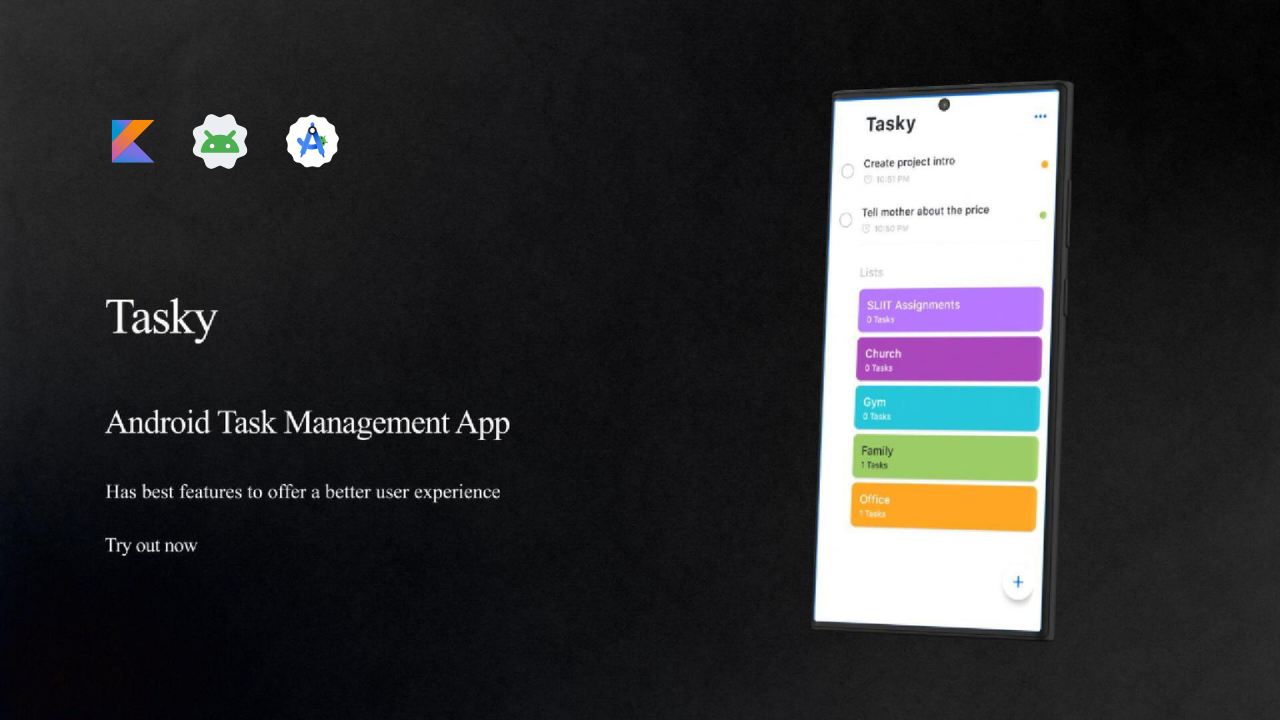 Tasky
Android Task Management App
Has best features to offer a better user experience
Try out now
Tasky
Create project intro
10:51 PM
Tell mother about the price
10:50 PM
Lists
SLIIT Assignments
0 Tasks
Church
0 Tasks
Gym
0 Tasks
Family
1 Tasks
Office
1 Tasks